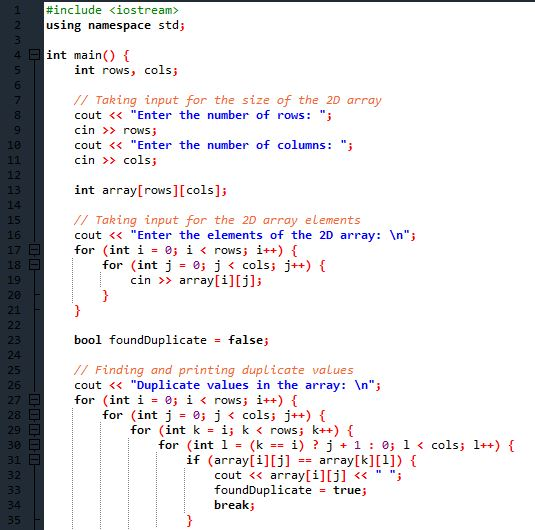 1 #include <iostream>
2 using namespace std;
3
4 int main() {
5 int rows, cols;
6
7 // Taking input for the size of the 2D array
8 cout << "Enter the number of rows: ";
9 cin >> rows;
10 cout << "Enter the number of columns: ";
11 cin >> cols;
12
13 int array[rows][cols];
14
15 // Taking input for the 2D array elements
16 cout << "Enter the elements of the 2D array: \n";
17 for (int i = 0; i < rows; i++) {
18 for (int j = 0; j < cols; j++) {
19 cin >> array[i][j];
20 }
21 }
22
23 bool foundDuplicate = false;
24
25 // Finding and printing duplicate values
26 cout << "Duplicate values in the array: \n";
27 for (int i = 0; i < rows; i++) {
28 for (int j = 0; j < cols; j++) {
29 for (int k = i; k < rows; k++) {
30 for (int l = (k == i) ? j + 1 : 0; l < cols; l++) {
31 if (array[i][j] == array[k][l]) {
32 cout << array[i][j] << " ";
33 foundDuplicate = true;
34 break;
35 }